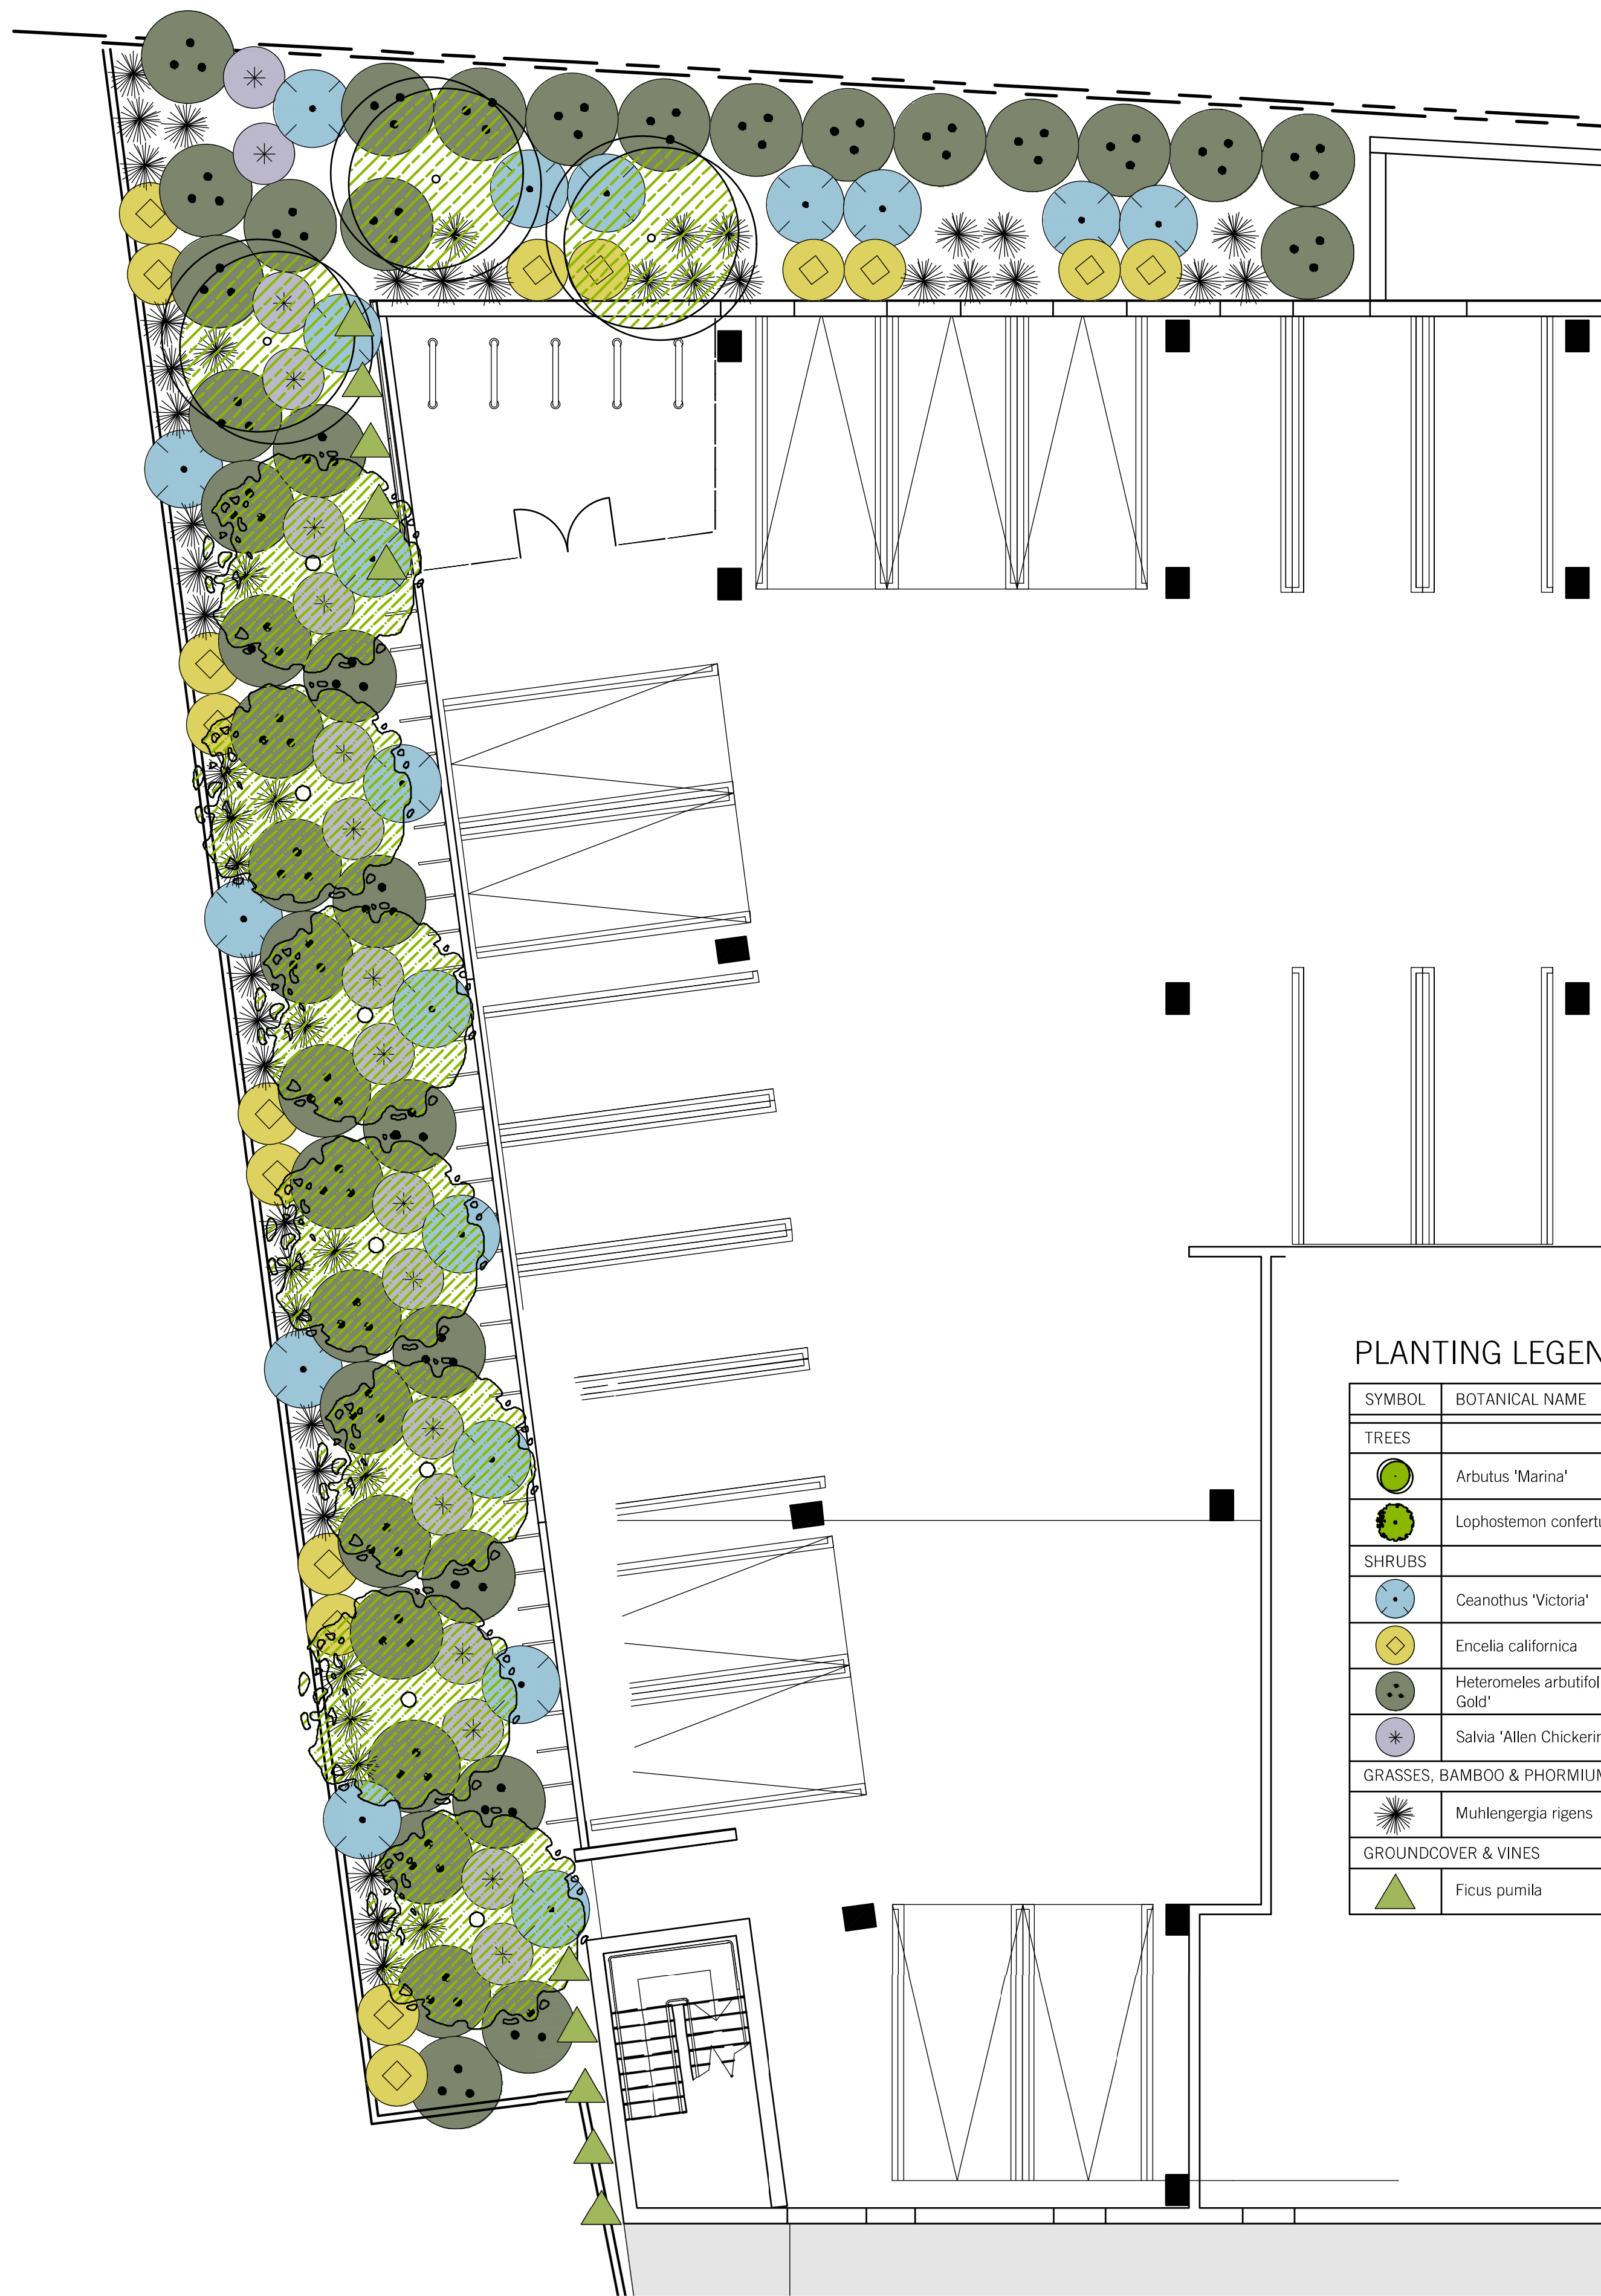 PLANTING LEGEN
SYMBOL BOTANICAL NAME
TREES
Arbutus 'Marina'
Lophostemon confertu
SHRUBS
Ceanothus 'Victoria'
Encelia californica
Heteromeles arbutifol
Gold'
Salvia 'Allen Chickerin
GRASSES, BAMBOO & PHORMIUM
Muhlengergia rigens
GROUNDCOVER & VINES
Ficus pumila